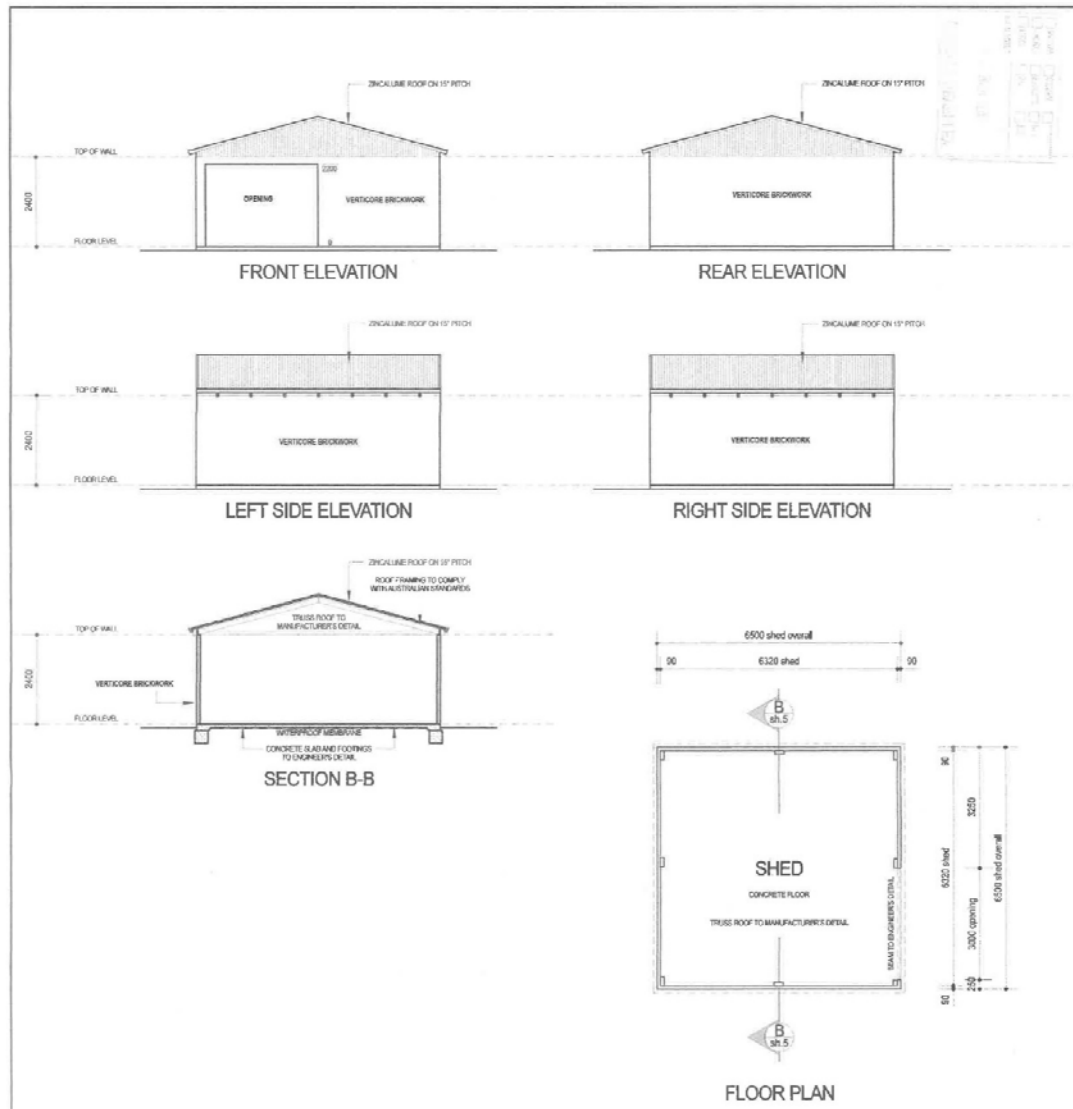 ZINCALUME ROOF ON 15° PITCH
ZINCALUME ROOF ON 15° PITCH
TOP OF WALL
2400
OPENING
2200
VERTICORE BRICKWORK
VERTICORE BRICKWORK
FLOOR LEVEL
0
FRONT ELEVATION
REAR ELEVATION
ZINCALUME ROOF ON 15° PITCH
ZINCALUME ROOF ON 15° PITCH
TOP OF WALL
2400
VERTICORE BRICKWORK
VERTICORE BRICKWORK
FLOOR LEVEL
LEFT SIDE ELEVATION
RIGHT SIDE ELEVATION
ZINCALUME ROOF ON 15° PITCH
ROOF FRAMING TO COMPLY
WITH AUSTRALIAN STANDARDS
TOP OF WALL
TRUSS ROOF TO
MANUFACTURER'S DETAIL
2400
VERTICORE BRICKWORK
FLOOR LEVEL
WATERPROOF MEMBRANE
CONCRETE SLAB AND FOOTINGS
TO ENGINEER'S DETAIL
SECTION B-B
6500 shed overall
90
6320 shed
90
B
sh.5
SHED
CONCRETE FLOOR
TRUSS ROOF TO MANUFACTURER'S DETAIL
TO ENGINEER'S DETAIL
90
6320 shed
90
3250
3000 opening
250
6500 shed overall
B
sh.5
FLOOR PLAN